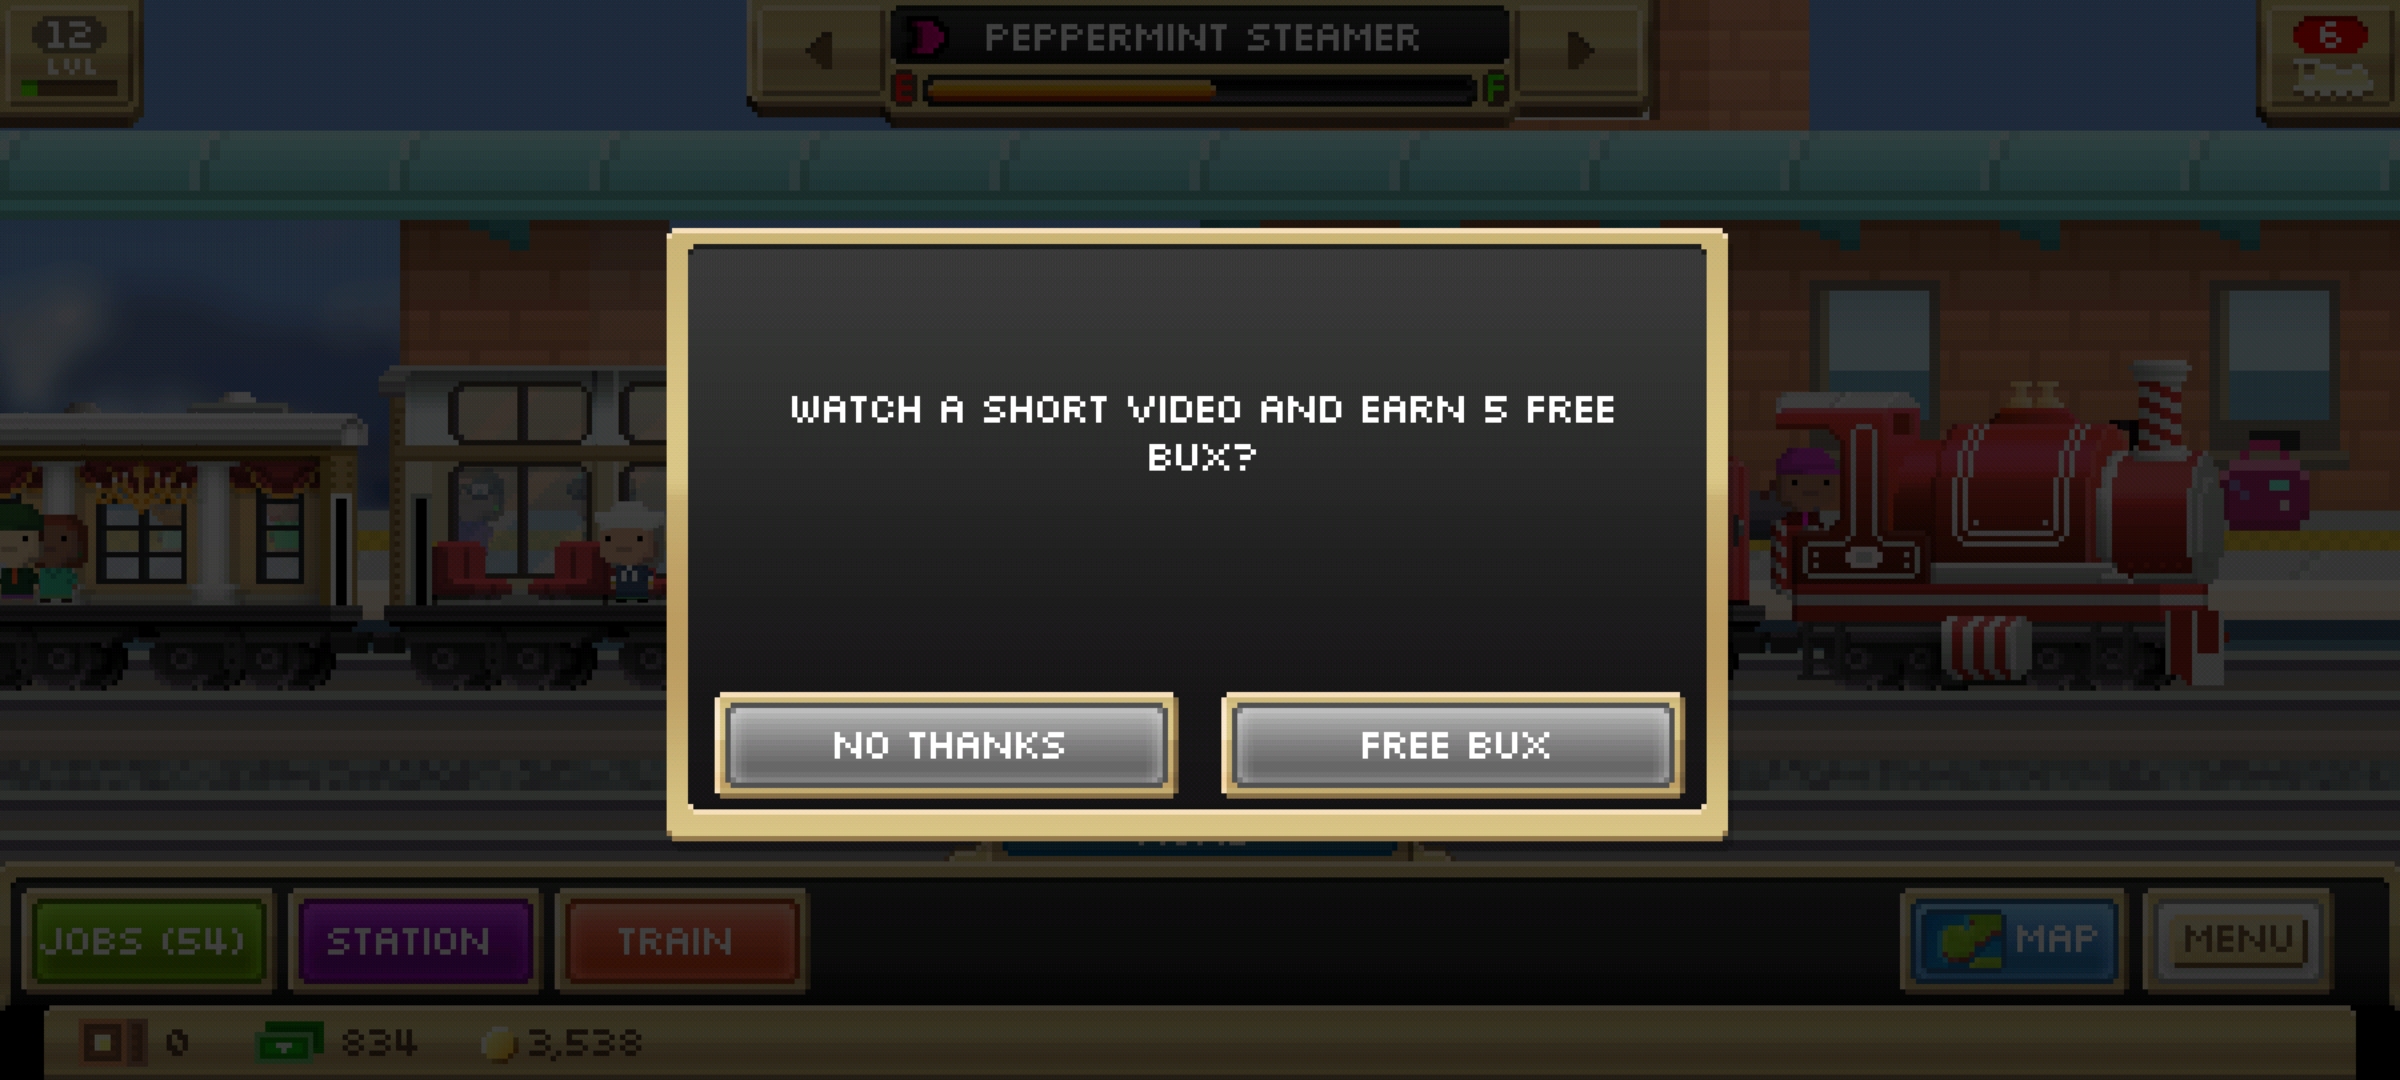 12
LVL
PEPPERMINT STEAMER
E
F
6
WATCH A SHORT VIDEO AND EARN 5 FREE
BUX?
NO THANKS
FREE BUX
JOBS (54)
STATION
TRAIN
MAP
MENU
0
834
3,538